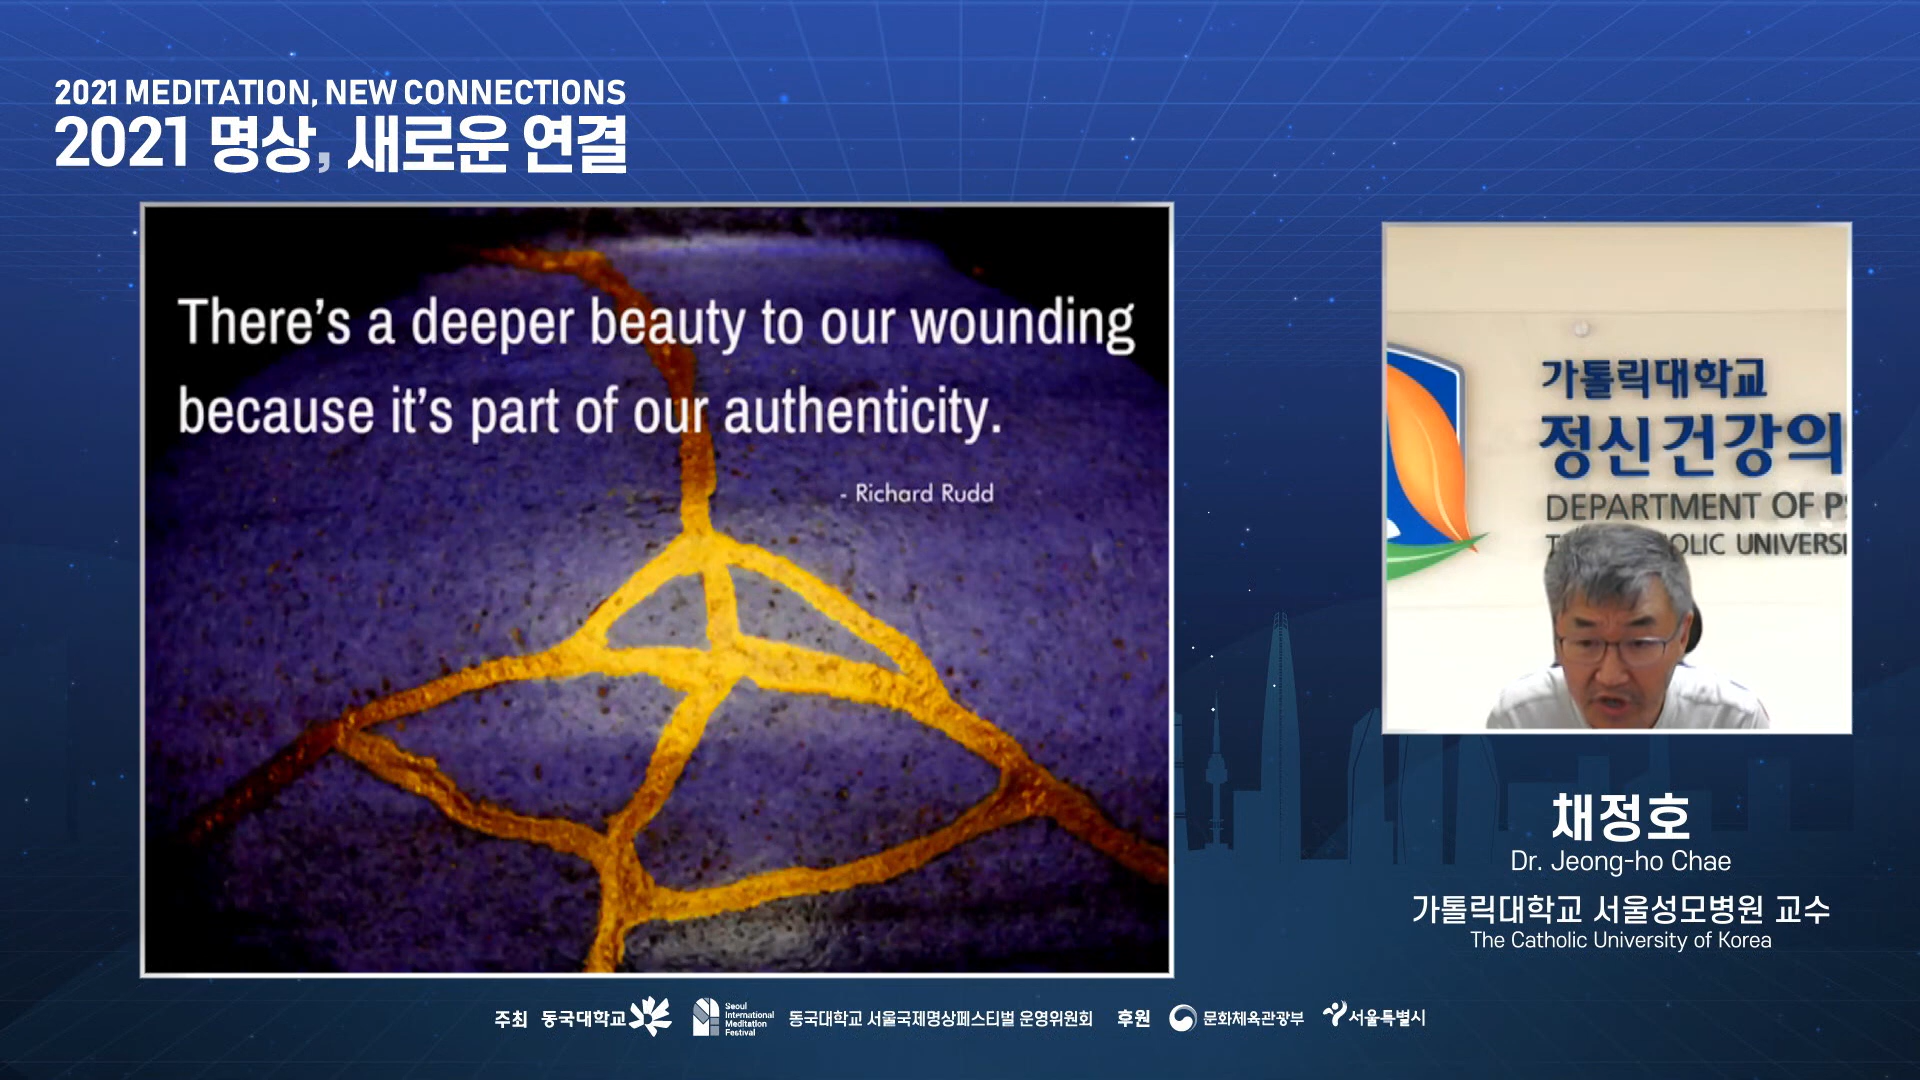 2021 MEDITATION, NEW CONNECTIONS
2021 명상, 새로운 연결
There's a deeper beauty to our wounding
because it's part of our authenticity.
- Richard Rudd
가톨릭대학교
정신건강의
DEPARTMENT OF P
OLIC UNIVERSI
채정호
Dr. Jeong-ho Chae
가톨릭대학교 서울성모병원 교수
The Catholic University of Korea
주최 동국대학교
Seoul
International
Meditation
Festival
동국대학교 서울국제명상페스티벌 운영위원회
후원 문화체육관광부 서울특별시